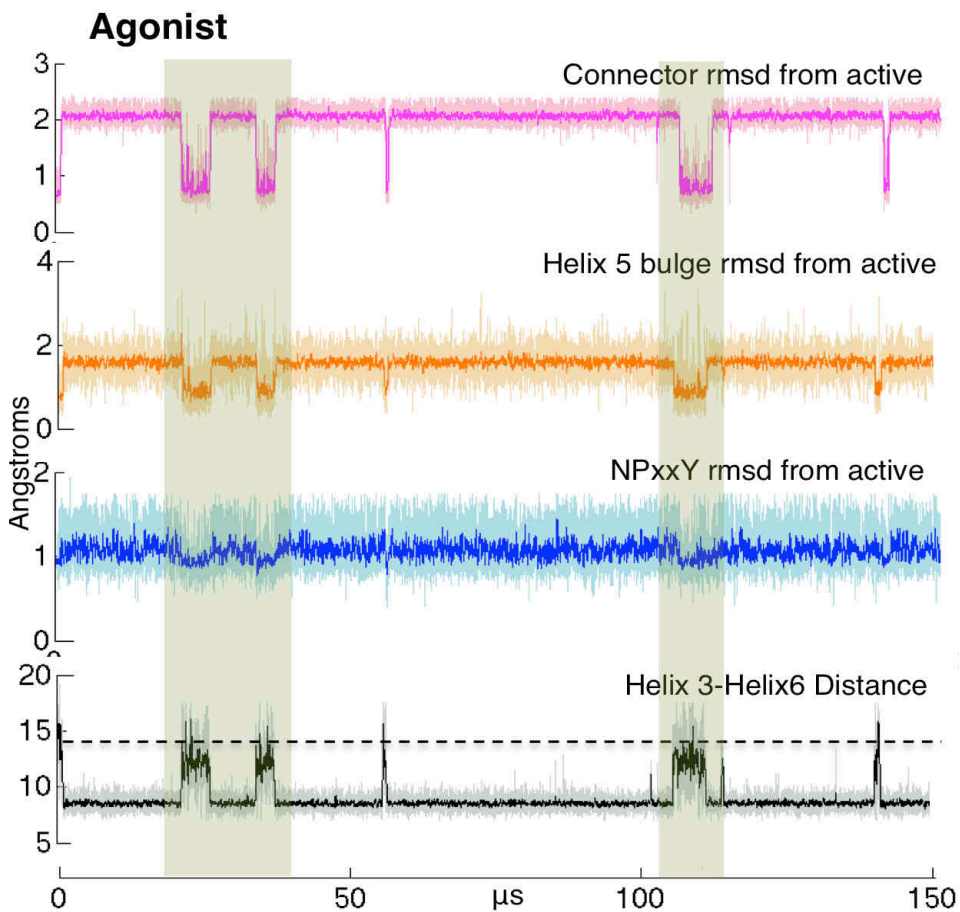 Agonist
Connector rmsd from active
3
2
1
0
Helix 5 bulge rmsd from active
4
2
0
Angstroms
NPxxY rmsd from active
2
1
0
Helix 3-Helix6 Distance
20
15
10
5
0 50 μs 100 150